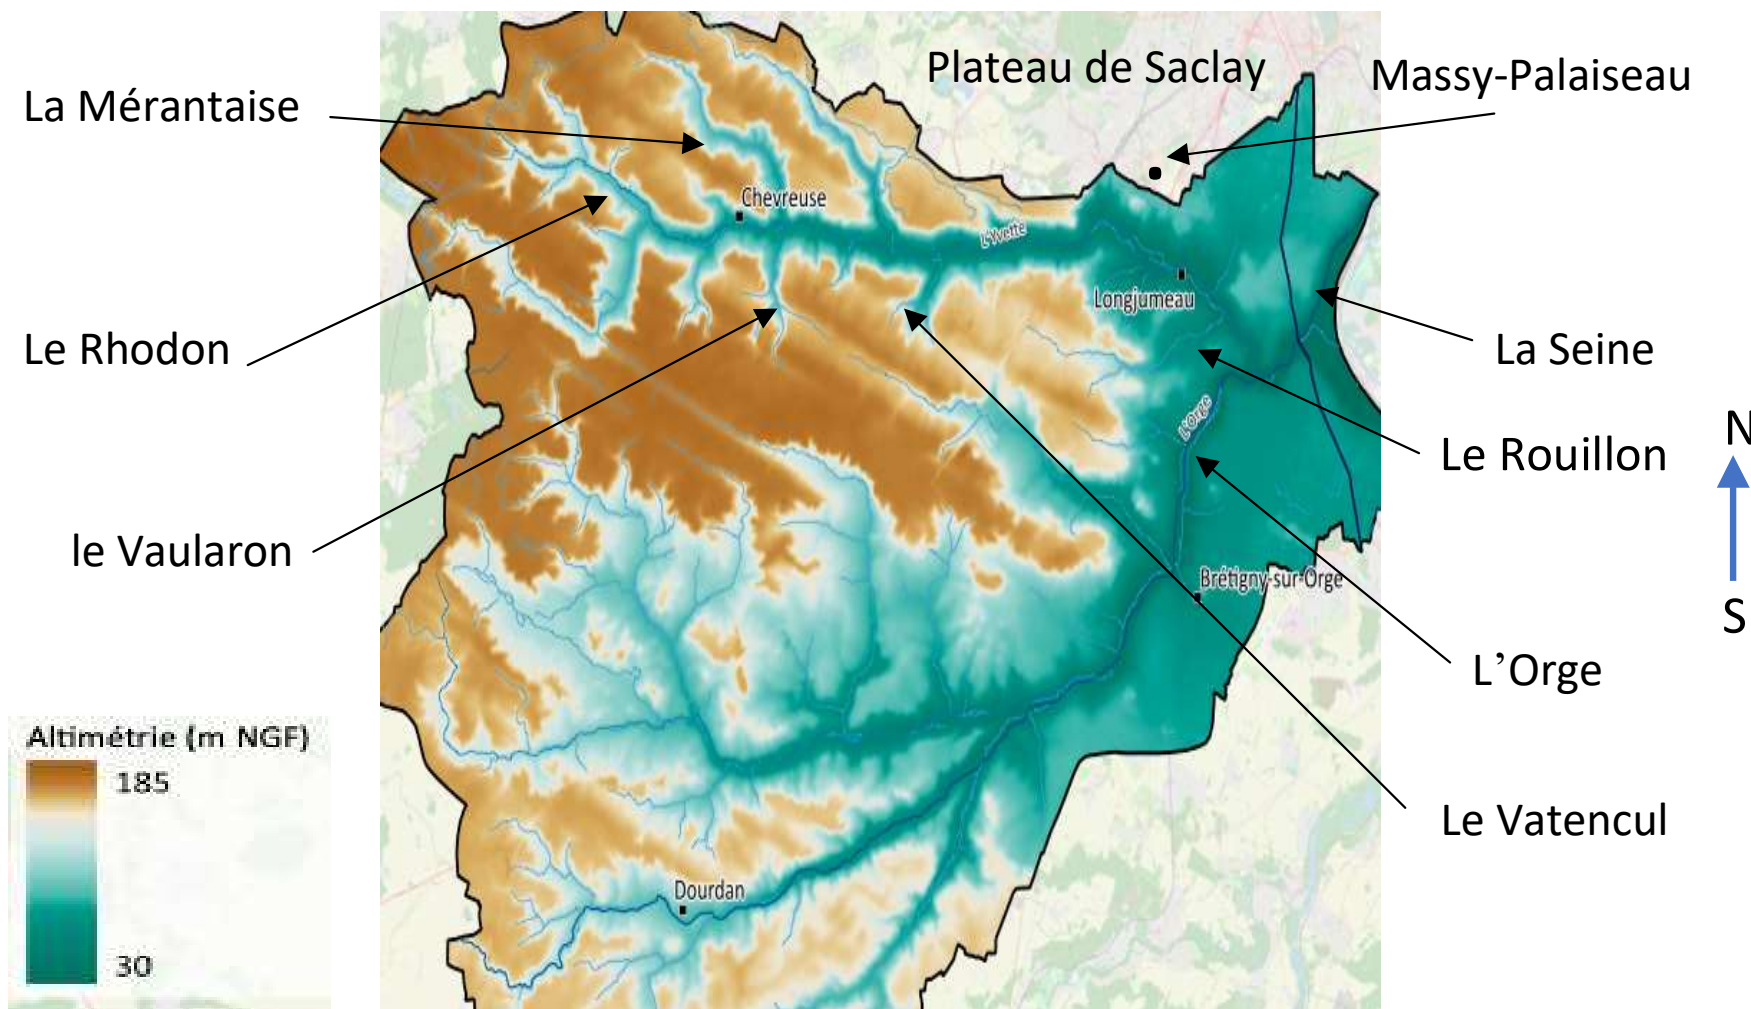 Plateau de Saclay
Massy-Palaiseau
La Mérantaise
Chevreuse
L'Yvette
Longjumeau
Le Rhodon
La Seine
L'Orge
N
Le Rouillon
le Vaularon
Brétigny-sur-Orge
S
L’Orge
Altimétrie (m NGF)
185
Le Vatencul
Dourdan
30